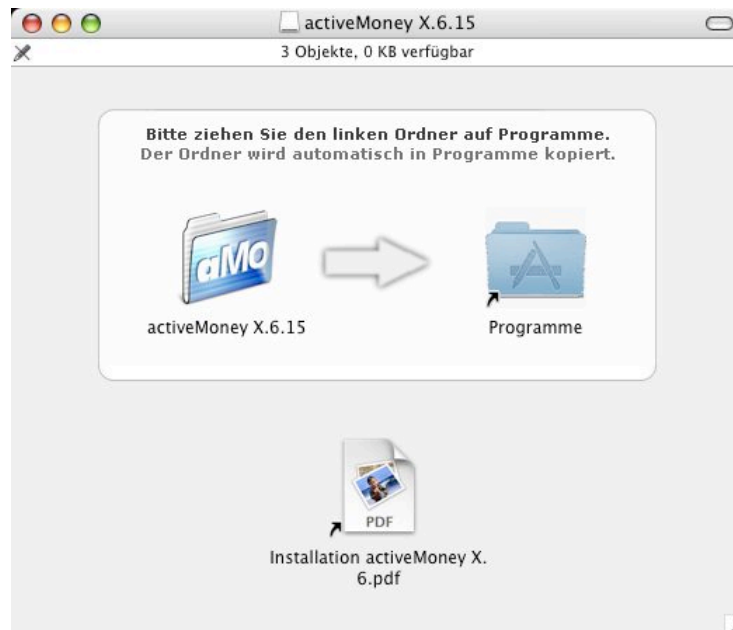 activeMoney X.6.15
3 Objekte, 0 KB verfügbar
Bitte ziehen Sie den linken Ordner auf Programme.
Der Ordner wird automatisch in Programme kopiert.
aMO
activeMoney X.6.15
Programme
PDF
Installation activeMoney X.
6.pdf